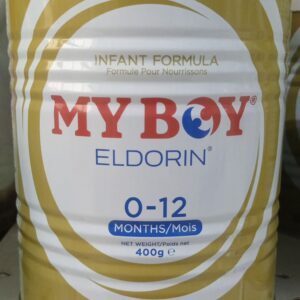 INFANT FORMULA
Formule Pour Nourrissons
MY BOY®
ELDORIN®
0-12
MONTHS/Mois
NET WEIGHT/Poids net
400g ℮